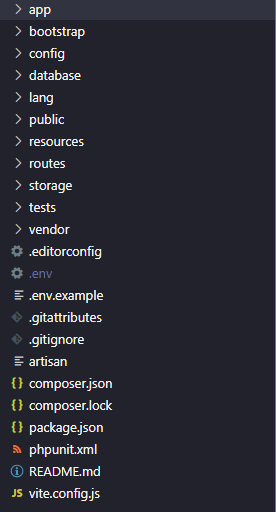 app
bootstrap
config
database
lang
public
resources
routes
storage
tests
vendor
.editorconfig
.env
.env.example
.gitattributes
.gitignore
artisan
{} composer.json
{} composer.lock
{} package.json
phpunit.xml
README.md
JS vite.config.js